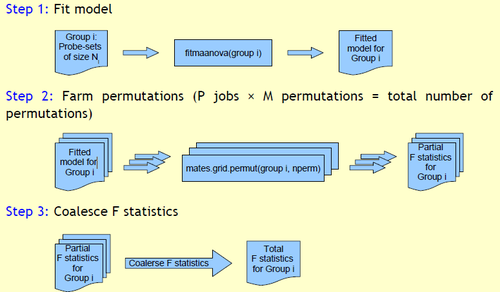 Step 1: Fit model
Group i:
Probe-sets
of size Ni
fitmaanova(group i)
Fitted
model for
Group i
Step 2: Farm permutations (P jobs × M permutations = total number of
permutations)
Fitted
model for
Group i
mates.grid.permut(group i, nperm)
Partial
F statistics
for
Group i
Step 3: Coalesce F statistics
Partial
F statistics
for
Group i
Coalerse F statistics
Total
F statistics
for Group i